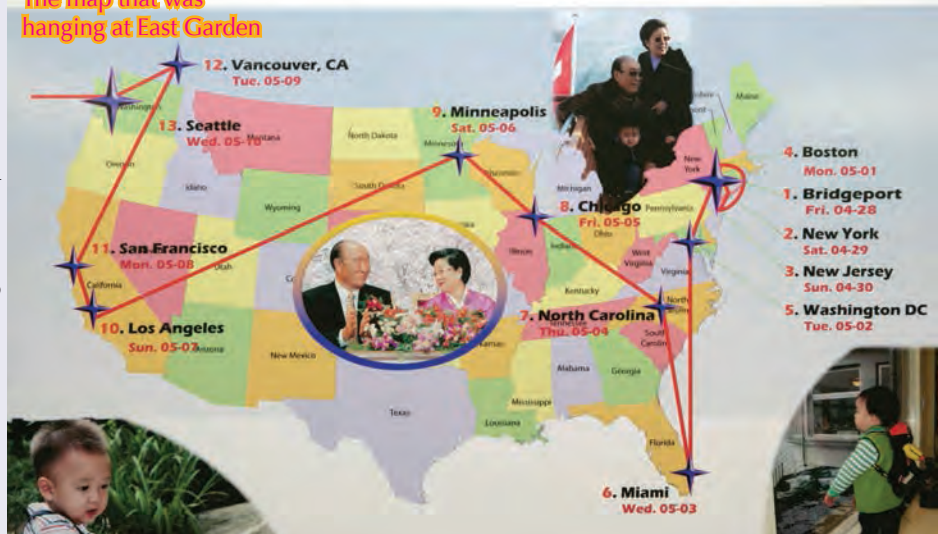 The map that was
hanging at East Garden
12. Vancouver, CA
Tue. 05-09
13. Seattle
Wed. 05-10
9. Minneapolis
Sat. 05-06
4. Boston
Mon. 05-01
1. Bridgeport
Fri. 04-28
2. New York
Sat. 04-29
3. New Jersey
Sun. 04-30
5. Washington DC
Tue. 05-02
8. Chicago
Fri. 05-05
11. San Francisco
Mon. 05-08
7. North Carolina
Thu. 05-04
10. Los Angeles
Sun. 05-07
6. Miami
Wed. 05-03
Washington
Montana
North Dakota
Minnesota
Maine
Oregon
Idaho
South Dakota
Wisconsin
Michigan
New
York
Wyoming
Pennsylvania
Utah
Illinois
Ohio
West
Virginia
Virginia
California
Kentucky
North
Tennessee
South
Carolin
Arizona
New Mexico
Alabama
Georgia
Mississippi
Texas
Louisiana
Florida